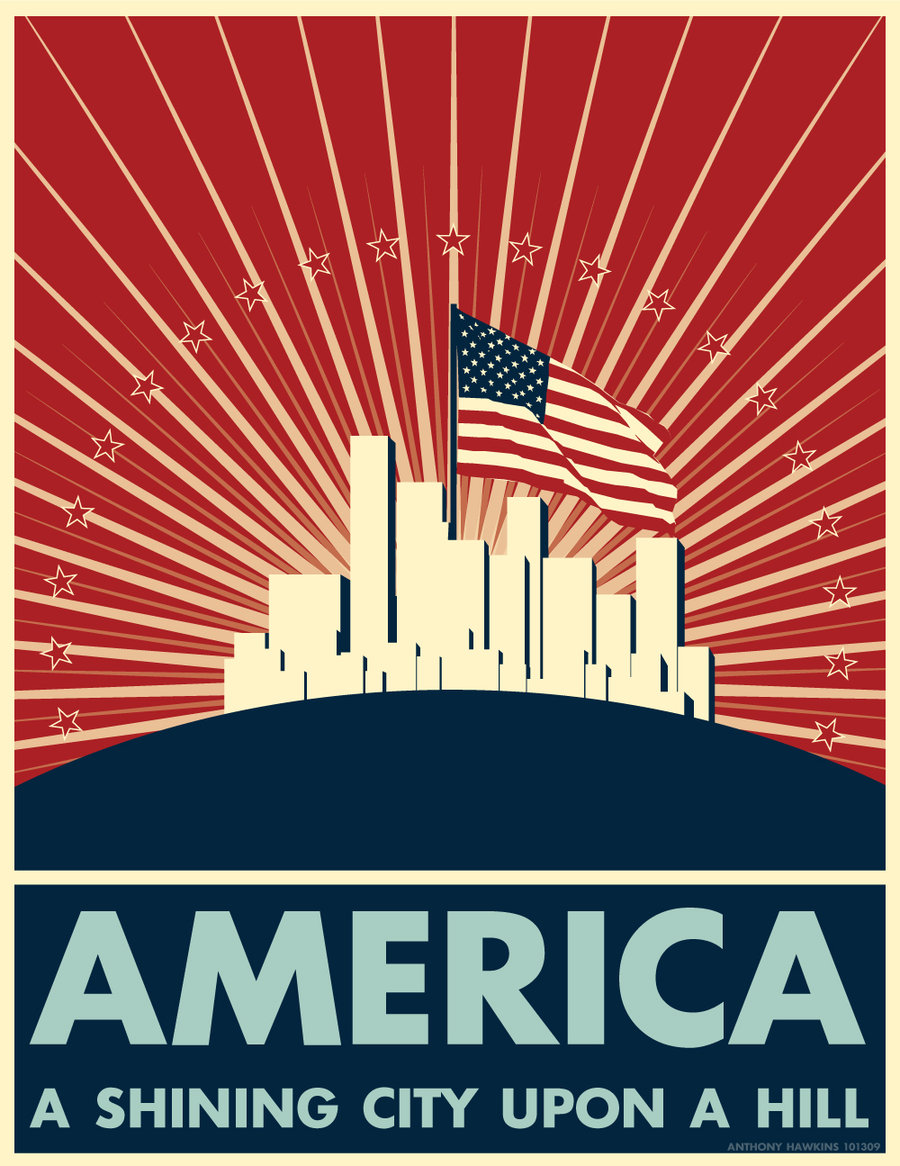 AMERICA
A SHINING CITY UPON A HILL
ANTHONY HAWKINS 101309